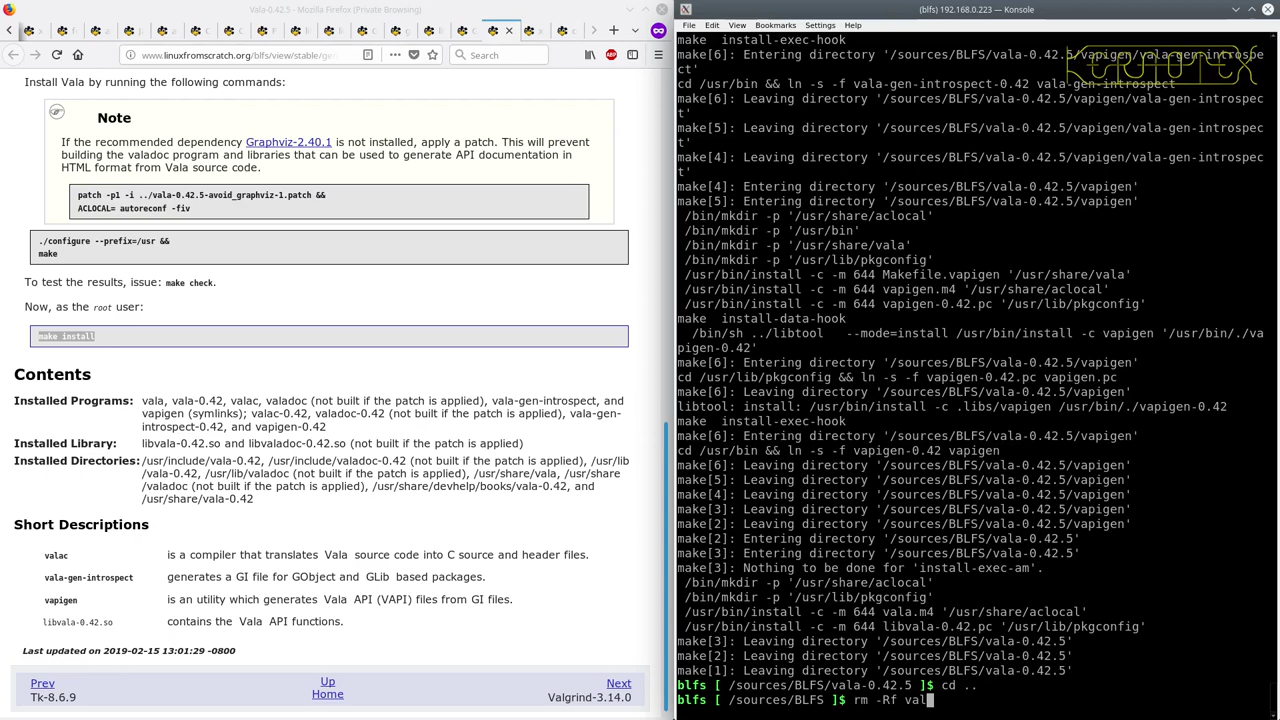 Vala-0.42.5 - Mozilla Firefox (Private Browsing)
www.linuxfromscratch.org/blfs/view/stable/ge
Search
Install Vala by running the following commands:
Note
If the recommended dependency Graphviz-2.40.1 is not installed, apply a patch. This will prevent
building the valadoc program and libraries that can be used to generate API documentation in
HTML format from Vala source code.
patch -p1 -i ../vala-0.42.5-avoid_graphviz-1.patch &&
ACLOCAL= autoreconf -fiv
./configure --prefix=/usr &&
make
To test the results, issue: make check.
Now, as the root user:
make install
Contents
Installed Programs: vala, vala-0.42, valac, valadoc (not built if the patch is applied), vala-gen-introspect, and
vapigen (symlinks); valac-0.42, valadoc-0.42 (not built if the patch is applied), vala-gen-
introspect-0.42, and vapigen-0.42
Installed Library: libvala-0.42.so and libvaladoc-0.42.so (not built if the patch is applied)
Installed Directories: /usr/include/vala-0.42, /usr/include/valadoc-0.42 (not built if the patch is applied), /usr/lib
/vala-0.42, /usr/lib/valadoc (not built if the patch is applied), /usr/share/vala, /usr/share
/valadoc (not built if the patch is applied), /usr/share/devhelp/books/vala-0.42, and
/usr/share/vala-0.42
Short Descriptions
valac is a compiler that translates Vala source code into C source and header files.
vala-gen-introspect generates a GI file for GObject and GLib based packages.
vapigen is an utility which generates Vala API (VAPI) files from GI files.
libvala-0.42.so contains the Vala API functions.
Last updated on 2019-02-15 13:01:29 -0800
Prev Up Next
Tk-8.6.9 Home Valgrind-3.14.0
(blfs) 192.168.0.223 — Konsole
File Edit View Bookmarks Settings Help
make  install-exec-hook
make[6]: Entering directory '/sources/BLFS/vala-0.42.5/vapigen/vala-gen-introspe
ct'
cd /usr/bin && ln -s -f vala-gen-introspect-0.42 vala-gen-introspect
make[6]: Leaving directory '/sources/BLFS/vala-0.42.5/vapigen/vala-gen-introspec
t'
make[5]: Leaving directory '/sources/BLFS/vala-0.42.5/vapigen/vala-gen-introspec
t'
make[4]: Leaving directory '/sources/BLFS/vala-0.42.5/vapigen/vala-gen-introspec
t'
make[4]: Entering directory '/sources/BLFS/vala-0.42.5/vapigen'
make[5]: Entering directory '/sources/BLFS/vala-0.42.5/vapigen'
/bin/mkdir -p '/usr/share/aclocal'
/bin/mkdir -p '/usr/bin'
/bin/mkdir -p '/usr/share/vala'
/bin/mkdir -p '/usr/lib/pkgconfig'
/usr/bin/install -c -m 644 Makefile.vapigen '/usr/share/vala'
/usr/bin/install -c -m 644 vapigen.m4 '/usr/share/aclocal'
/usr/bin/install -c -m 644 vapigen-0.42.pc '/usr/lib/pkgconfig'
make  install-data-hook
/bin/sh ../libtool   --mode=install /usr/bin/install -c vapigen '/usr/bin/./va
pigen-0.42'
make[6]: Entering directory '/sources/BLFS/vala-0.42.5/vapigen'
cd /usr/lib/pkgconfig && ln -s -f vapigen-0.42.pc vapigen.pc
make[6]: Leaving directory '/sources/BLFS/vala-0.42.5/vapigen'
libtool: install: /usr/bin/install -c .libs/vapigen /usr/bin/./vapigen-0.42
make  install-exec-hook
make[6]: Entering directory '/sources/BLFS/vala-0.42.5/vapigen'
cd /usr/bin && ln -s -f vapigen-0.42 vapigen
make[6]: Leaving directory '/sources/BLFS/vala-0.42.5/vapigen'
make[5]: Leaving directory '/sources/BLFS/vala-0.42.5/vapigen'
make[4]: Leaving directory '/sources/BLFS/vala-0.42.5/vapigen'
make[3]: Leaving directory '/sources/BLFS/vala-0.42.5/vapigen'
make[2]: Leaving directory '/sources/BLFS/vala-0.42.5/vapigen'
make[2]: Entering directory '/sources/BLFS/vala-0.42.5'
make[3]: Entering directory '/sources/BLFS/vala-0.42.5'
make[3]: Nothing to be done for 'install-exec-am'.
/bin/mkdir -p '/usr/share/aclocal'
/bin/mkdir -p '/usr/lib/pkgconfig'
/usr/bin/install -c -m 644 vala.m4 '/usr/share/aclocal'
/usr/bin/install -c -m 644 libvala-0.42.pc '/usr/lib/pkgconfig'
make[3]: Leaving directory '/sources/BLFS/vala-0.42.5'
make[2]: Leaving directory '/sources/BLFS/vala-0.42.5'
make[1]: Leaving directory '/sources/BLFS/vala-0.42.5'
blfs [ /sources/BLFS/vala-0.42.5 ]$ cd ..
blfs [ /sources/BLFS ]$ rm -Rf val